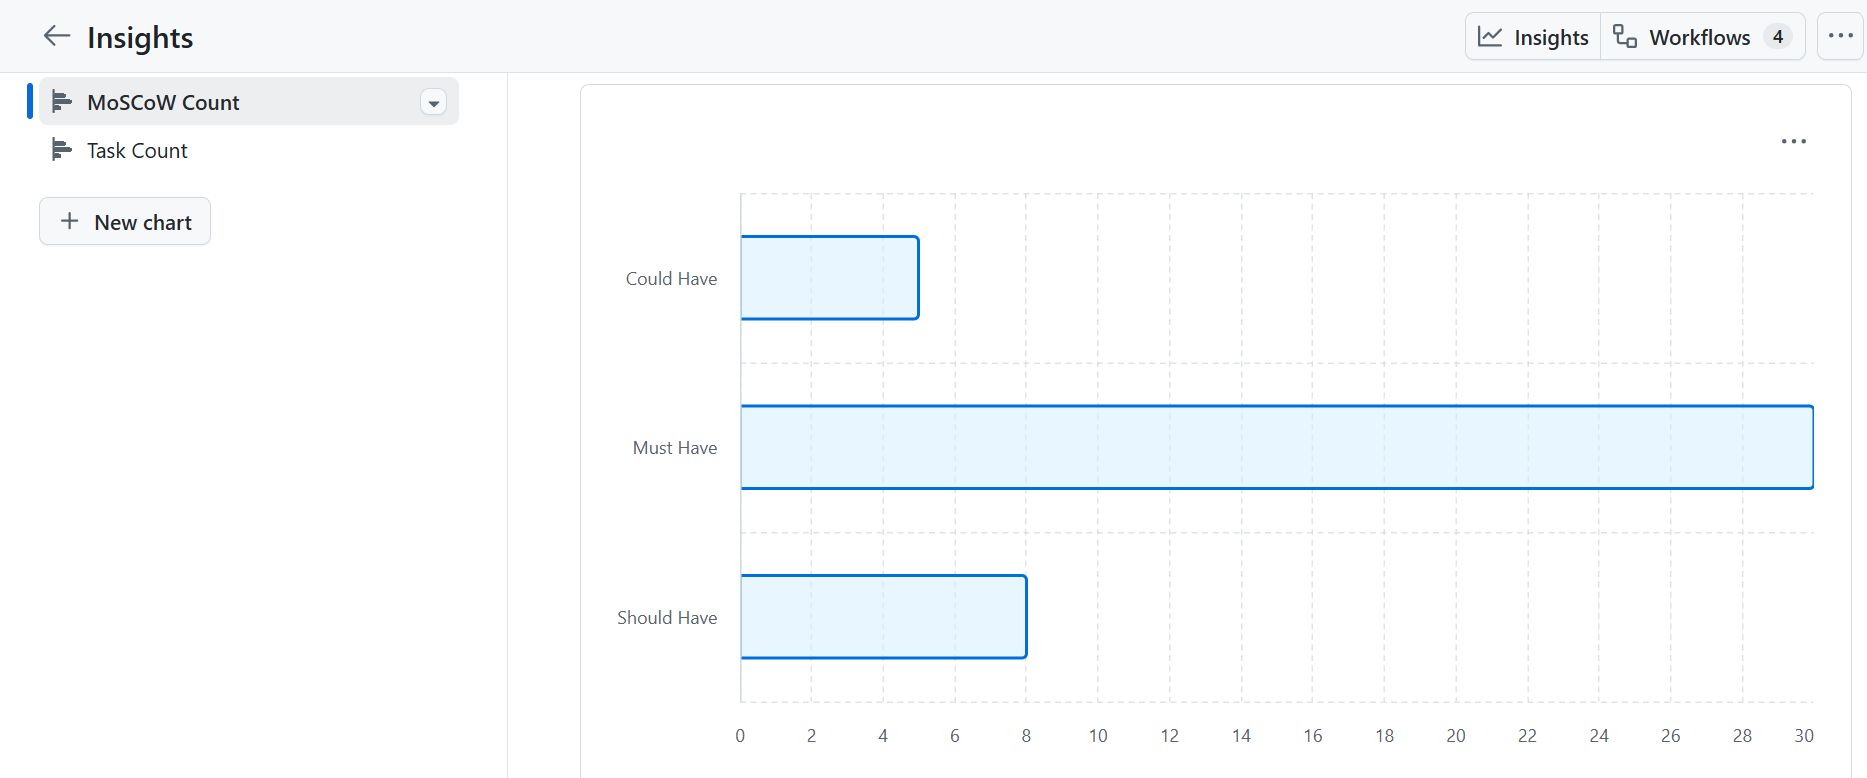 Insights
Insights
Workflows 4
MoSCoW Count
Task Count
New chart
Could Have
Must Have
Should Have
0 2 4 6 8 10 12 14 16 18 20 22 24 26 28 30